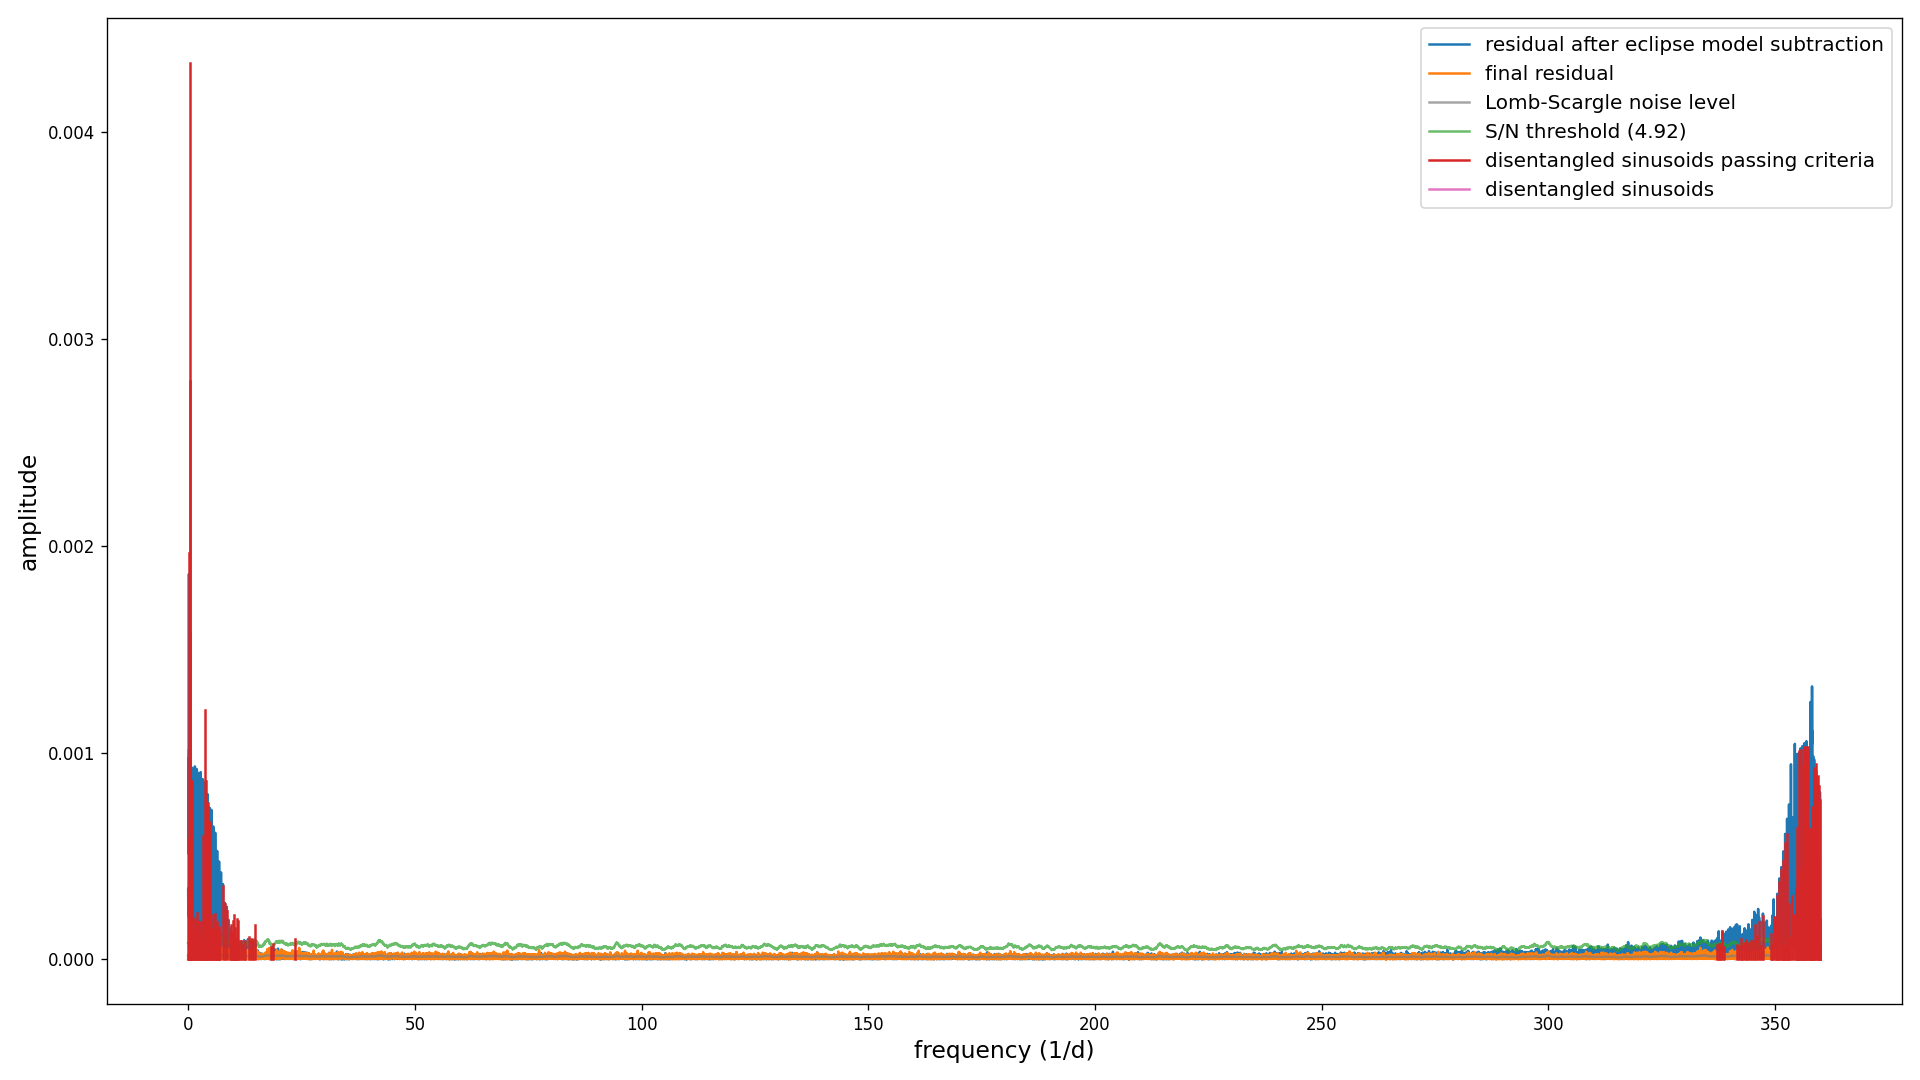 residual after eclipse model subtraction
final residual
Lomb-Scargle noise level
S/N threshold (4.92)
disentangled sinusoids passing criteria
disentangled sinusoids
amplitude
0.004
0.003
0.002
0.001
0.000
0 50 100 150 200 250 300 350
frequency (1/d)